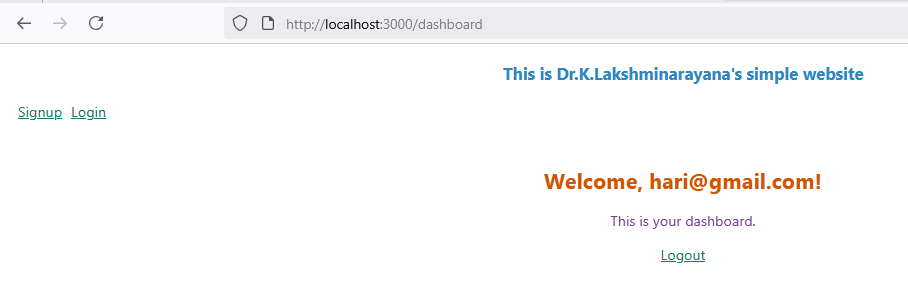 http://localhost:3000/dashboard
This is Dr.K.Lakshminarayana's simple website
Signup Login
Welcome, hari@gmail.com!
This is your dashboard.
Logout